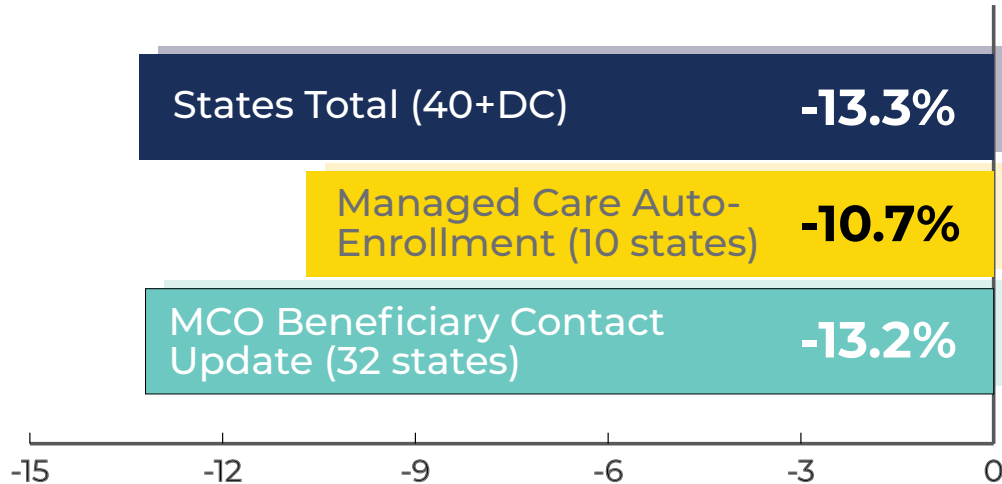 States Total (40+DC)
-13.3%
Managed Care Auto-
Enrollment (10 states)
-10.7%
MCO Beneficiary Contact
Update (32 states)
-13.2%
-15 -12 -9 -6 -3 0